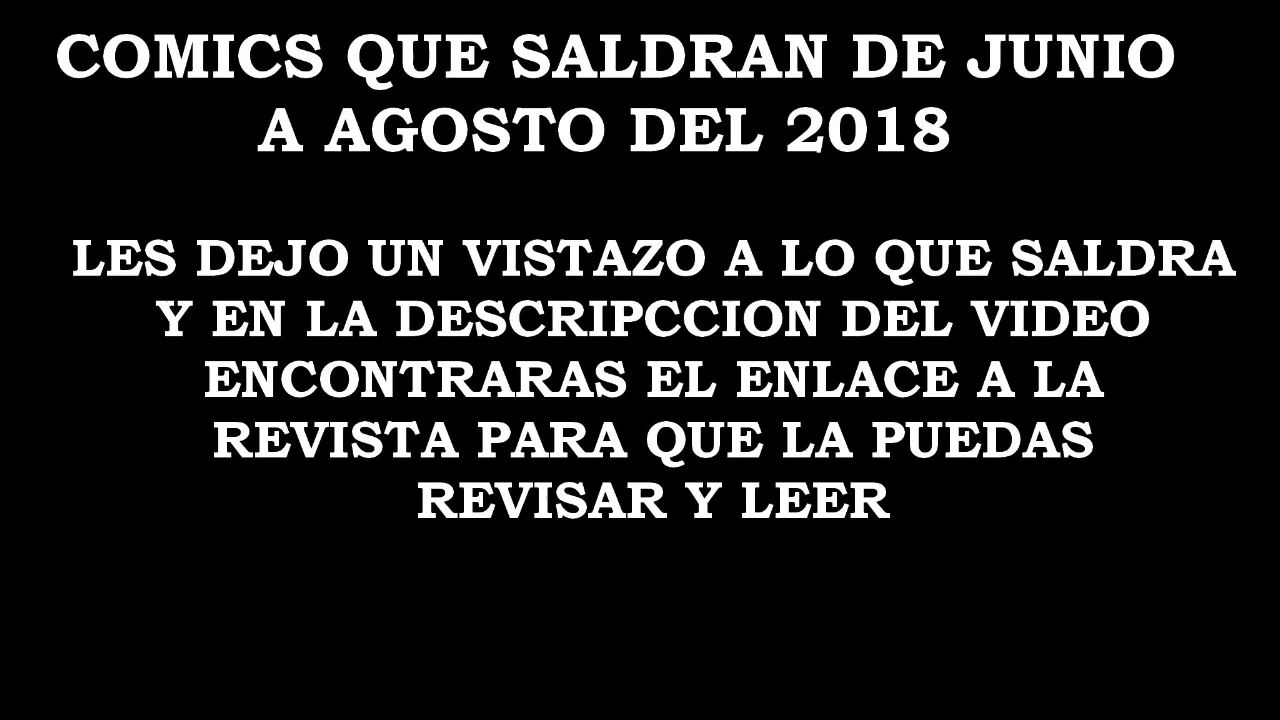 COMICS QUE SALDRAN DE JUNIO
A AGOSTO DEL 2018
LES DEJO UN VISTAZO A LO QUE SALDRA
Y EN LA DESCRIPCCION DEL VIDEO
ENCONTRARAS EL ENLACE A LA
REVISTA PARA QUE LA PUEDAS
REVISAR Y LEER